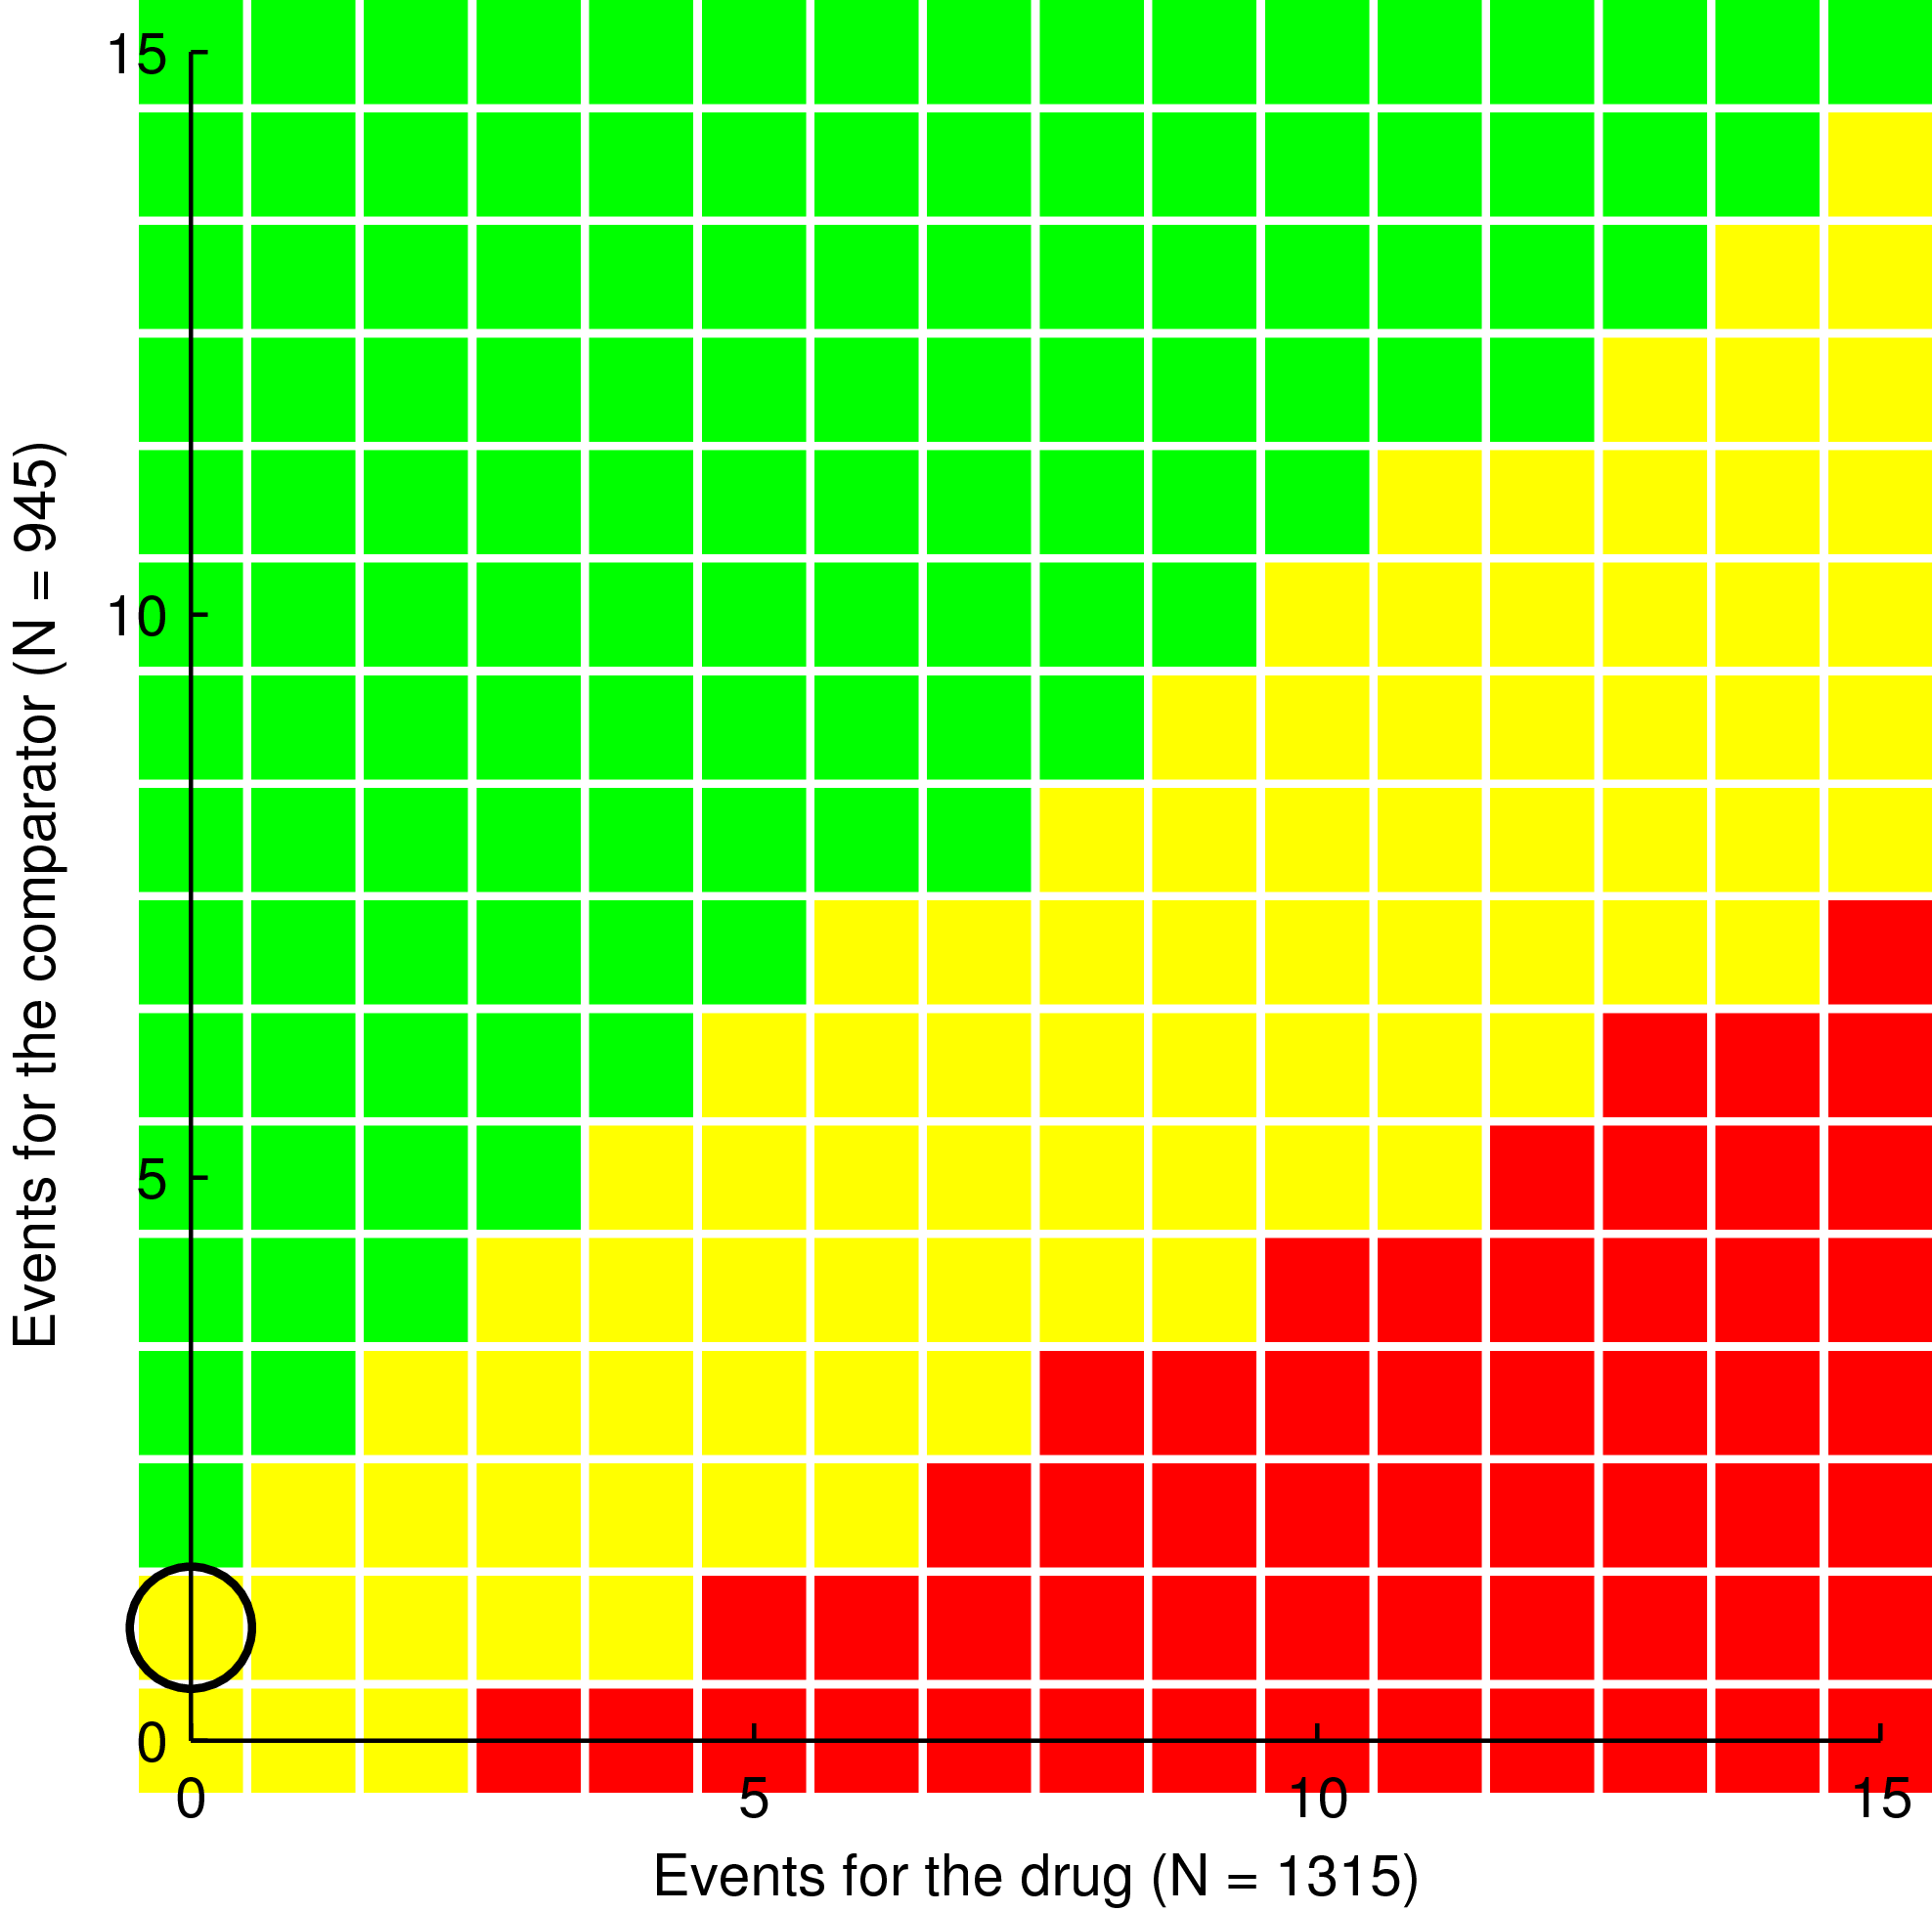 15
10
5
0
Events for the comparator (N = 945)
0 5 10 15
Events for the drug (N = 1315)